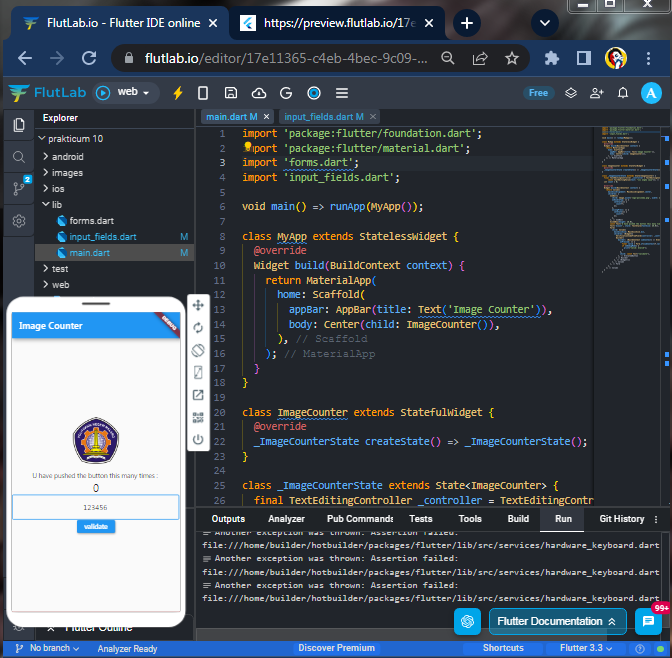 FlutLab.io - Flutter IDE online
https://preview.flutlab.io/17e
flutlab.io/editor/17e11365-c4eb-4bec-9c09-...
FlutLab
web
Free
A
Explorer
main.dart M
input_fields.dart M
prakticum 10
android
images
ios
lib
forms.dart
input_fields.dart M
main.dart M
test
web
2
1 import 'package:flutter/foundation.dart';
2 import 'package:flutter/material.dart';
3 import 'forms.dart';
4 import 'input_fields.dart';
5
6 void main() => runApp(MyApp());
7
8 class MyApp extends StatelessWidget {
9 @override
10 Widget build(BuildContext context) {
11 return MaterialApp(
12 home: Scaffold(
13 appBar: AppBar(title: Text('Image Counter')),
14 body: Center(child: ImageCounter()),
15 ), // Scaffold
16 ); // MaterialApp
17 }
18 }
19
20 class ImageCounter extends StatefulWidget {
21 @override
22 _ImageCounterState createState() => _ImageCounterState();
23 }
24
25 class _ImageCounterState extends State<ImageCounter> {
26 final TextEditingController _controller = TextEditingContr
Image Counter
DEBUG
U have pushed the button this many times :
0
123456
validate
Outputs Analyzer Pub Commands Tests Tools Build Run Git History
Another exception was thrown: Assertion failed:
file:///home/builder/hotbuilder/packages/flutter/lib/src/services/hardware_keyboard.dart
Another exception was thrown: Assertion failed:
file:///home/builder/hotbuilder/packages/flutter/lib/src/services/hardware_keyboard.dart
Another exception was thrown: Assertion failed:
file:///home/builder/hotbuilder/packages/flutter/lib/src/services/hardware_keyboard.dart
Flutter Documentation
99+
Flutter Outline
No branch
Analyzer Ready
Discover Premium
Shortcuts
Flutter 3.3